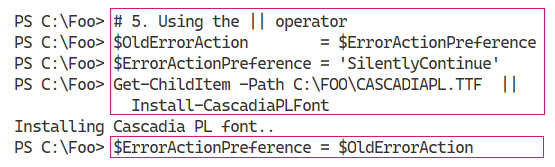 PS C:\Foo> # 5. Using the || operator
PS C:\Foo> $OldErrorAction        = $ErrorActionPreference
PS C:\Foo> $ErrorActionPreference = 'SilentlyContinue'
PS C:\Foo> Get-ChildItem -Path C:\FOO\CASCADIAPL.TTF  ||
             Install-CascadiaPLFont
Installing Cascadia PL font..
PS C:\Foo> $ErrorActionPreference = $OldErrorAction